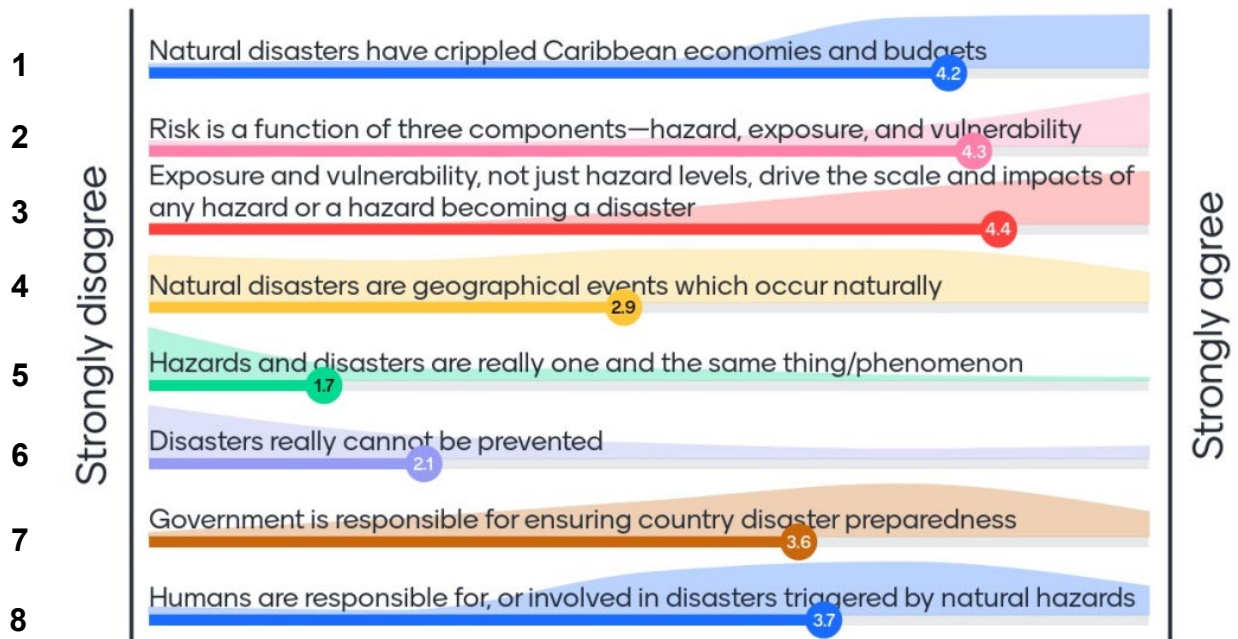 Strongly disagree
1
Natural disasters have crippled Caribbean economies and budgets
4.2
2
Risk is a function of three components—hazard, exposure, and vulnerability
4.3
3
Exposure and vulnerability, not just hazard levels, drive the scale and impacts of
any hazard or a hazard becoming a disaster
4.4
4
Natural disasters are geographical events which occur naturally
2.9
5
Hazards and disasters are really one and the same thing/phenomenon
1.7
6
Disasters really cannot be prevented
2.1
7
Government is responsible for ensuring country disaster preparedness
3.6
8
Humans are responsible for, or involved in disasters triggered by natural hazards
3.7
Strongly agree